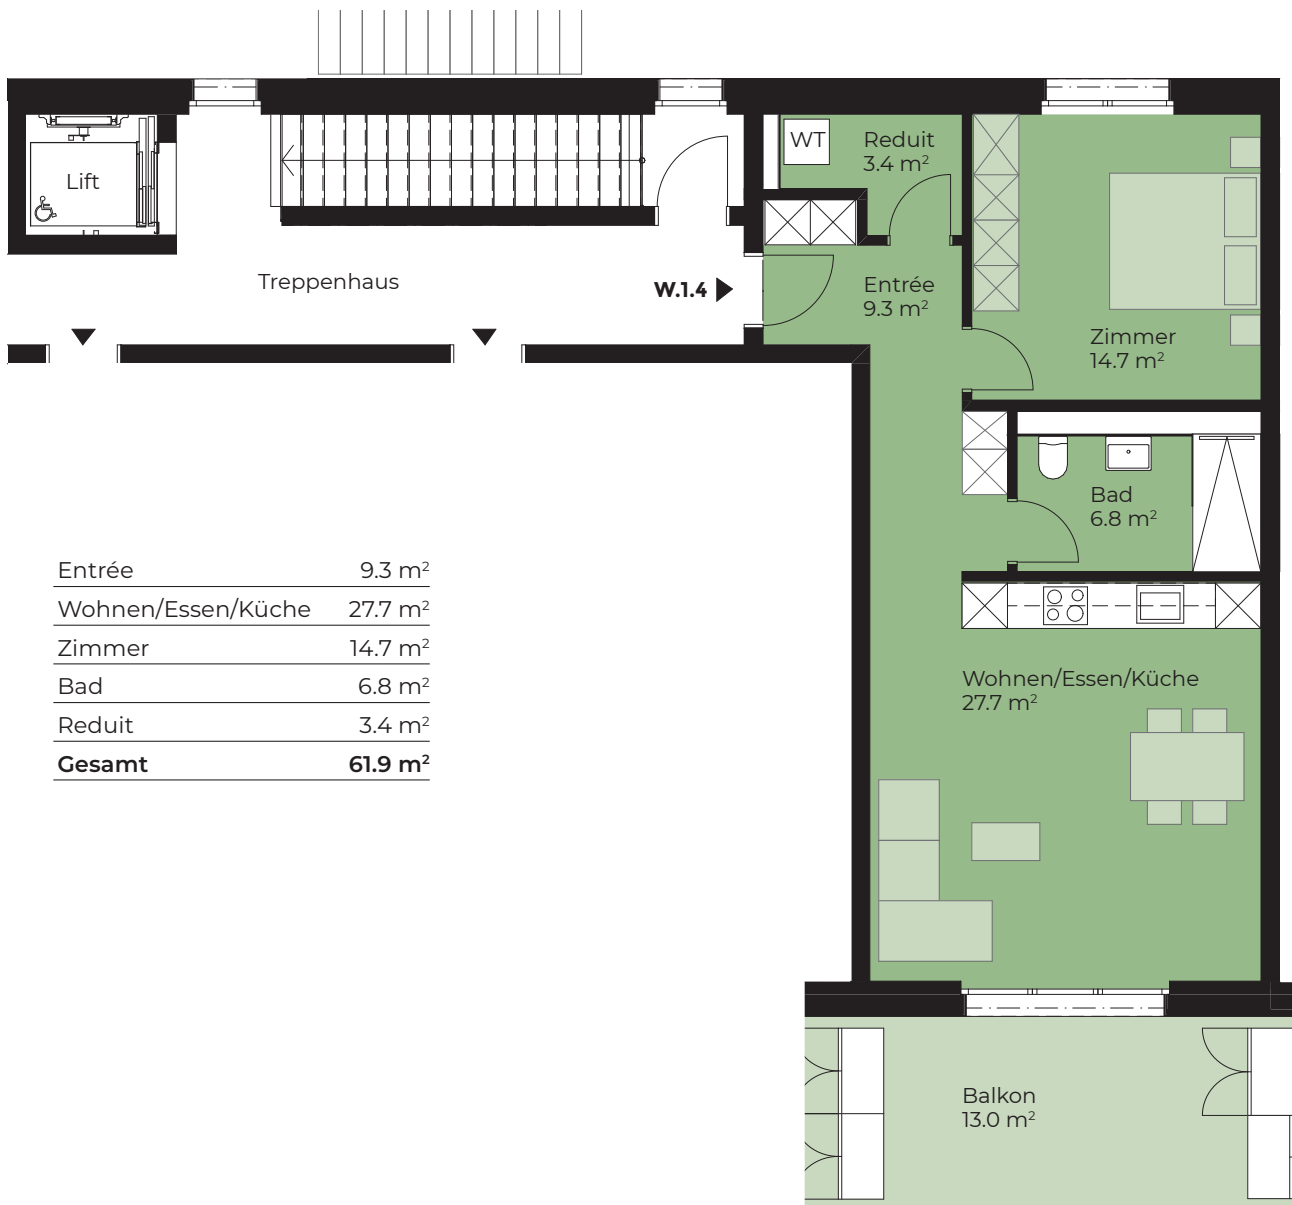 WT
Reduit
3.4 m²
Lift
Treppenhaus
W.1.4
Entrée
9.3 m²
Zimmer
14.7 m²
Bad
6.8 m²
Entrée 9.3 m²
Wohnen/Essen/Küche 27.7 m²
Zimmer 14.7 m²
Bad 6.8 m²
Reduit 3.4 m²
Gesamt 61.9 m²
Wohnen/Essen/Küche
27.7 m²
Balkon
13.0 m²